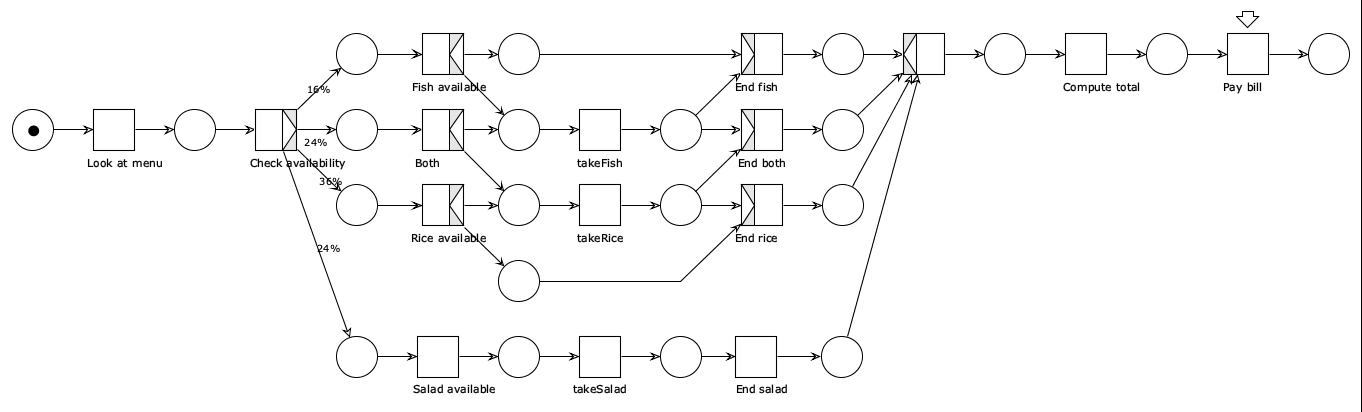 Fish available
End fish
Compute total
Pay bill
16%
Look at menu
Check availability
24%
Both
takeFish
End both
36%
Rice available
takeRice
End rice
24%
Salad available
takeSalad
End salad